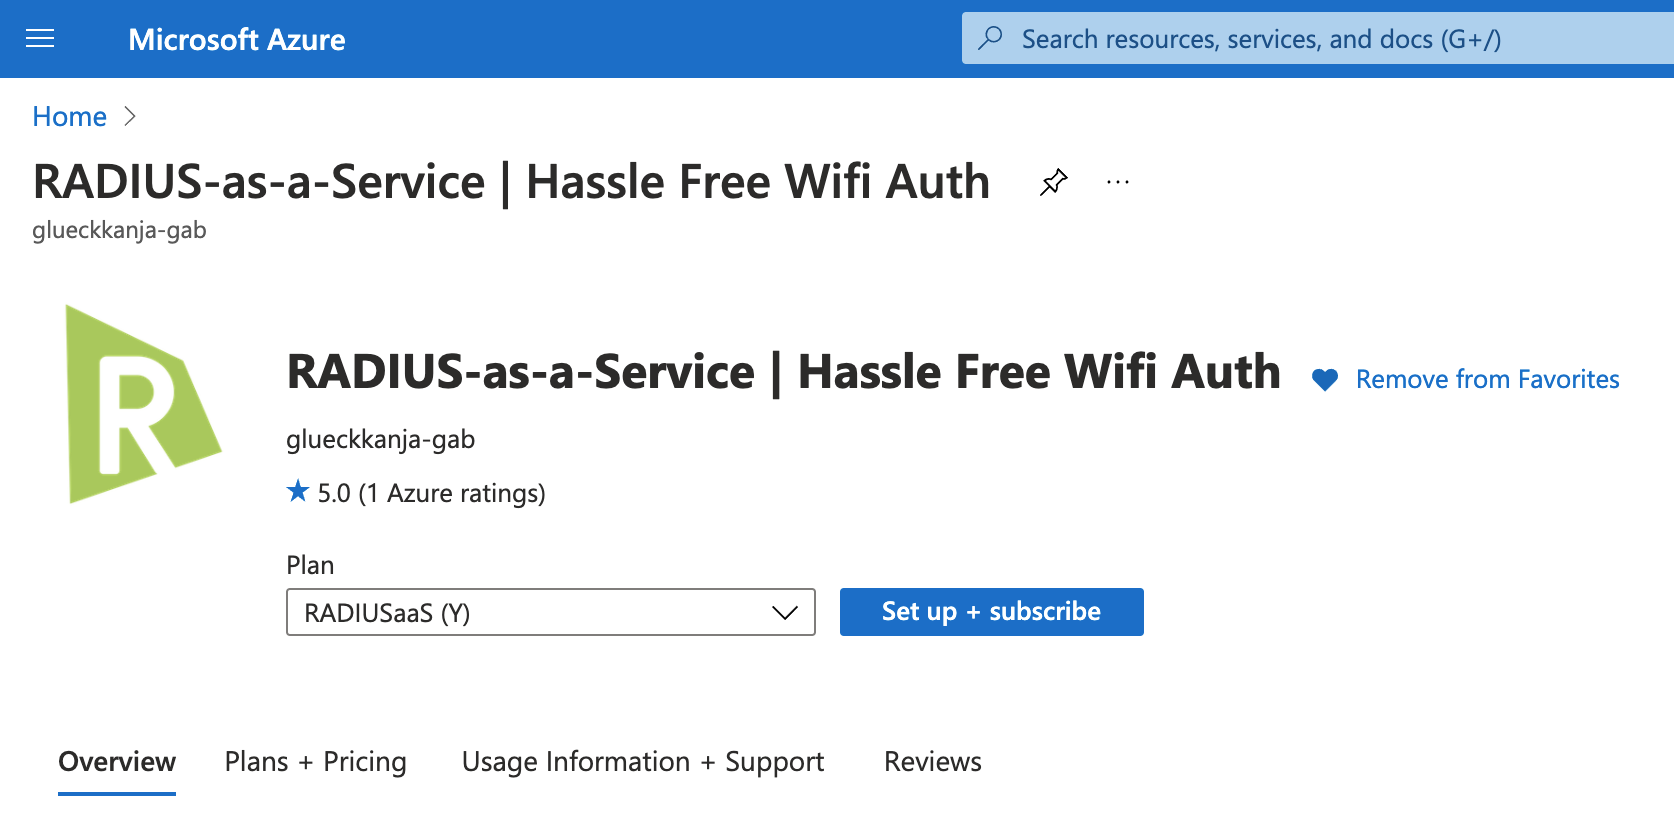 Microsoft Azure
Search resources, services, and docs (G+/)
Home
RADIUS-as-a-Service | Hassle Free Wifi Auth
glueckkanja-gab
R
RADIUS-as-a-Service | Hassle Free Wifi Auth
Remove from Favorites
glueckkanja-gab
5.0 (1 Azure ratings)
Plan
RADIUSaaS (Y)
Set up + subscribe
Overview
Plans + Pricing
Usage Information + Support
Reviews